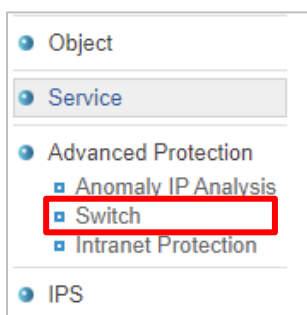 Object
Service
Advanced Protection
Anomaly IP Analysis
Switch
Intranet Protection
IPS